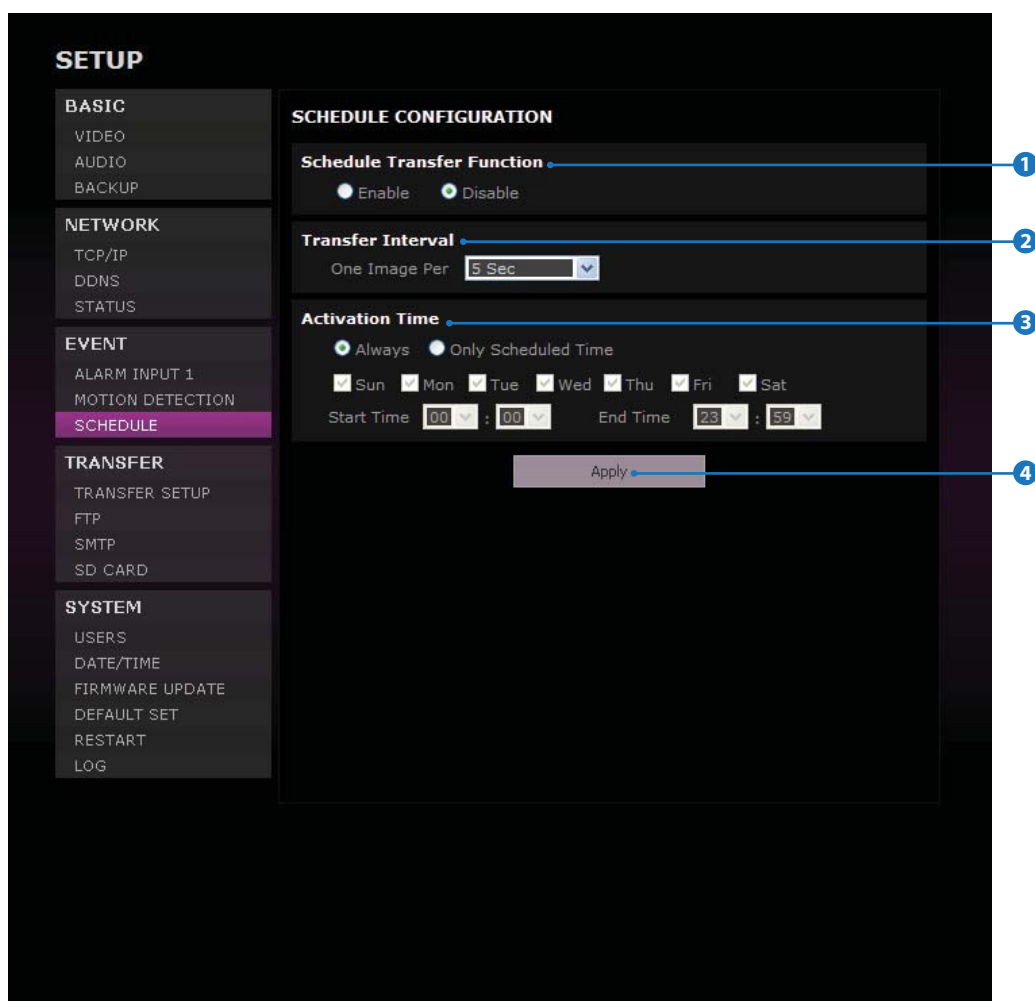 SETUP
BASIC
VIDEO
AUDIO
BACKUP
NETWORK
TCP/IP
DDNS
STATUS
EVENT
ALARM INPUT 1
MOTION DETECTION
SCHEDULE
TRANSFER
TRANSFER SETUP
FTP
SMTP
SD CARD
SYSTEM
USERS
DATE/TIME
FIRMWARE UPDATE
DEFAULT SET
RESTART
LOG
SCHEDULE CONFIGURATION
Schedule Transfer Function 1
Enable Disable
Transfer Interval 2
One Image Per 5 Sec
Activation Time 3
Always Only Scheduled Time
Sun Mon Tue Wed Thu Fri Sat
Start Time 00 : 00 End Time 23 : 59
Apply 4